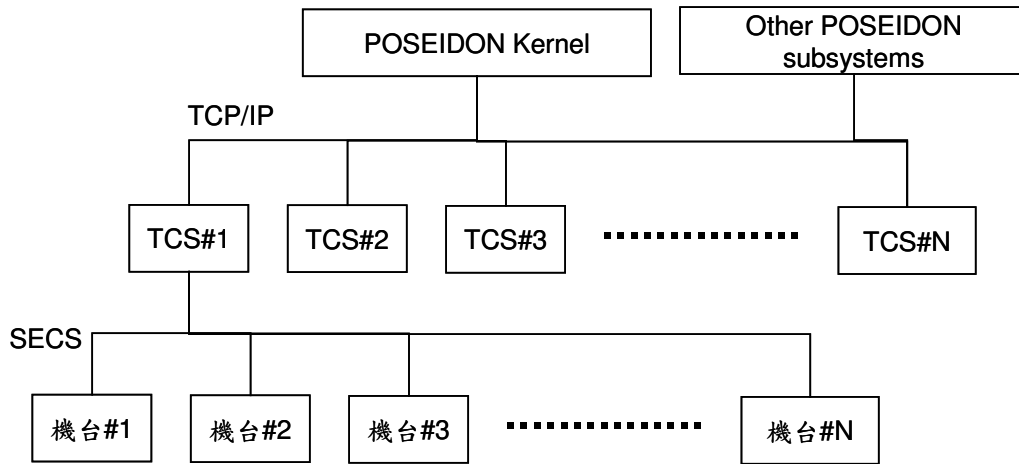 POSEIDON Kernel
Other POSEIDON
subsystems
TCP/IP
TCS#1
TCS#2
TCS#3
TCS#N
SECS
機台#1
機台#2
機台#3
機台#N